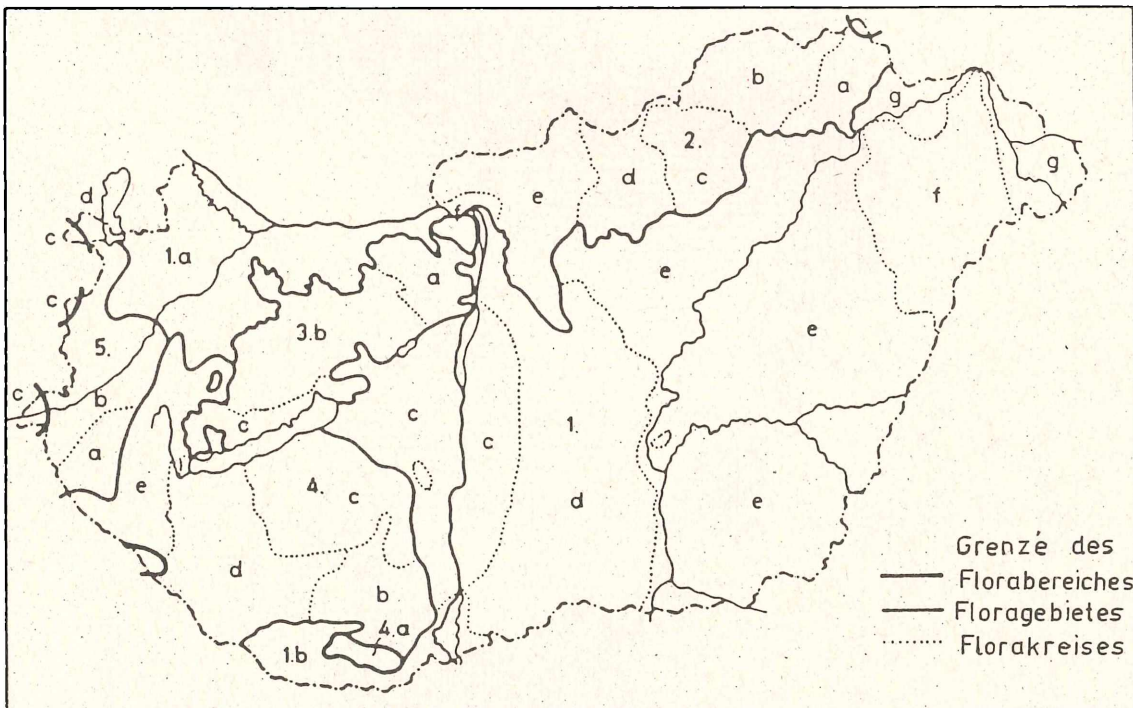 b
a
g
2.
d
e
d
c
g
f
c
1.a
a
e
c
3.b
e
5.
c
b
c
c
c
1.
a
e
4.
c
e
d
d
b
4.a
1.b
Grenze des
Florabereiches
Floragebietes
Florakreises